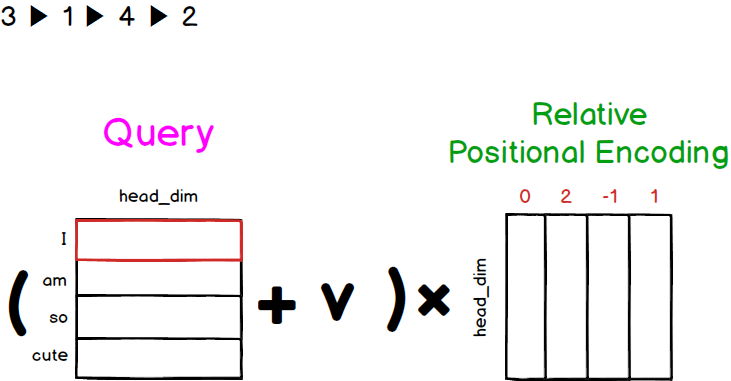 3 ▶ 1 ▶ 4 ▶ 2
Query
Relative
Positional Encoding
head_dim
0 2 -1 1
I
am
so
cute
( + v ) ×
head_dim